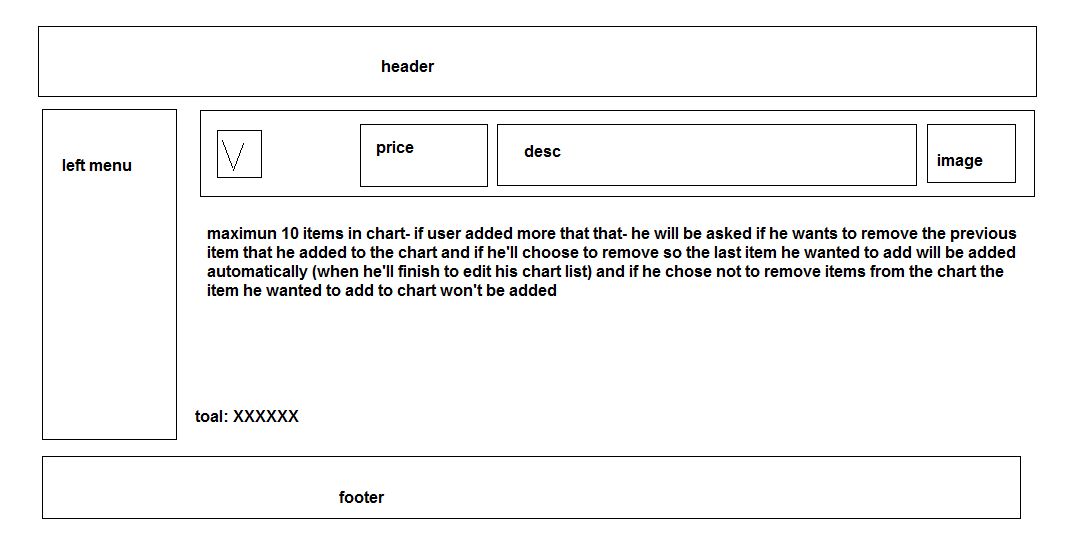 header
left menu
V
price
desc
image
maximun 10 items in chart- if user added more that that- he will be asked if he wants to remove the previous
item that he added to the chart and if he'll choose to remove so the last item he wanted to add will be added
automatically (when he'll finish to edit his chart list) and if he chose not to remove items from the chart the
item he wanted to add to chart won't be added
toal: XXXXXX
footer